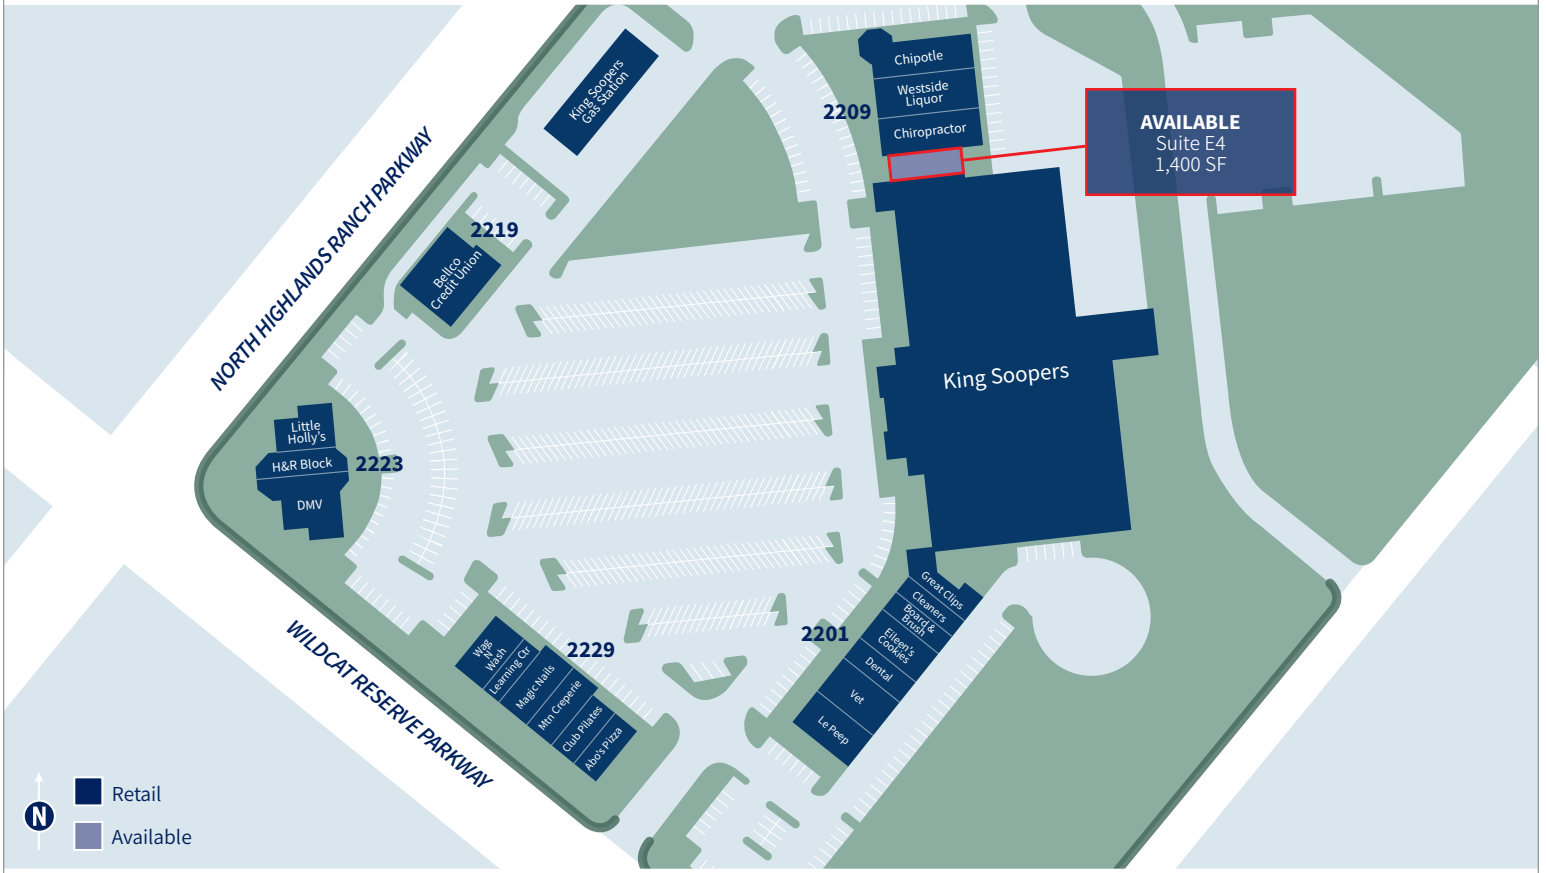 King Soopers
Gas Station
Chipotle
Westside
Liquor
Chiropractor
2209
AVAILABLE
Suite E4
1,400 SF
NORTH HIGHLANDS RANCH PARKWAY
2219
Bellco
Credit Union
King Soopers
Little
Holly's
H&R Block
DMV
2223
Great Clips
Cleaners
Board &
Brush
Eileen's
Cookies
Dental
Vet
Le Peep
2201
WILDCAT RESERVE PARKWAY
2229
Wag
N
Wash
Learning Ctr
Magic Nails
Mtn Creperie
Club Pilates
Abo's Pizza
N
Retail
Available